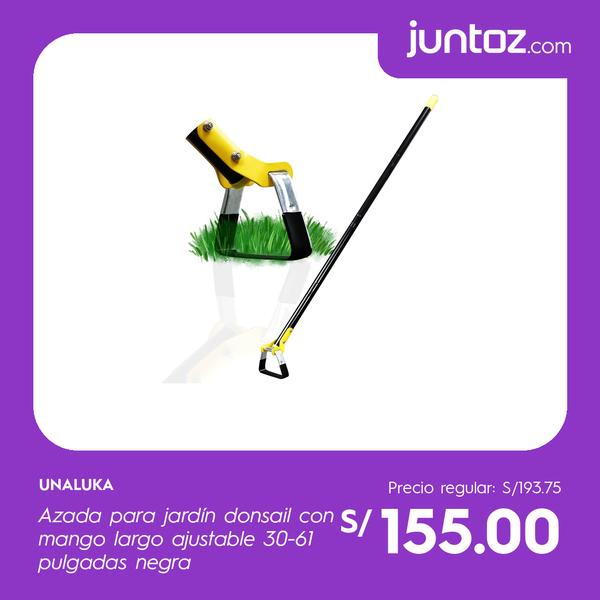 juntoz.com
UNALUKA
Azada para jardín donsail con
mango largo ajustable 30-61
pulgadas negra
Precio regular: S/193.75
S/155.00